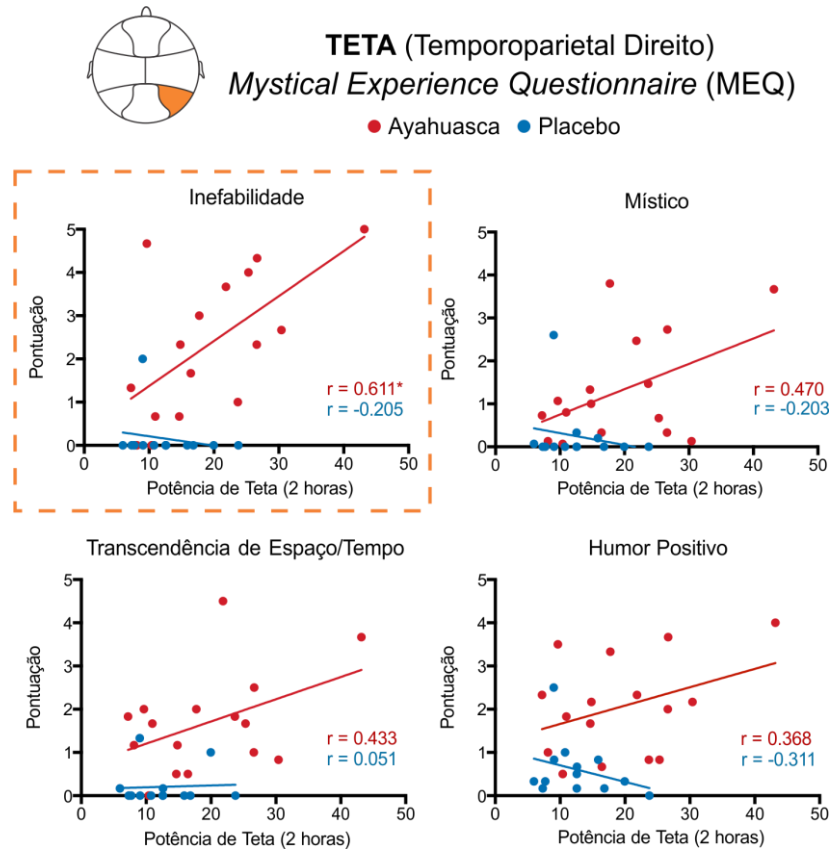 TETA (Temporoparietal Direito)
Mystical Experience Questionnaire (MEQ)
Ayahuasca Placebo
Inefabilidade
5
4
3
2
1
0
Pontuação
r = 0.611*
r = -0.205
0 10 20 30 40 50
Potência de Teta (2 horas)
Místico
5
4
3
2
1
0
Pontuação
r = 0.470
r = -0.203
0 10 20 30 40 50
Potência de Teta (2 horas)
Transcendência de Espaço/Tempo
5
4
3
2
1
0
Pontuação
r = 0.433
r = 0.051
0 10 20 30 40 50
Potência de Teta (2 horas)
Humor Positivo
5
4
3
2
1
0
Pontuação
r = 0.368
r = -0.311
0 10 20 30 40 50
Potência de Teta (2 horas)